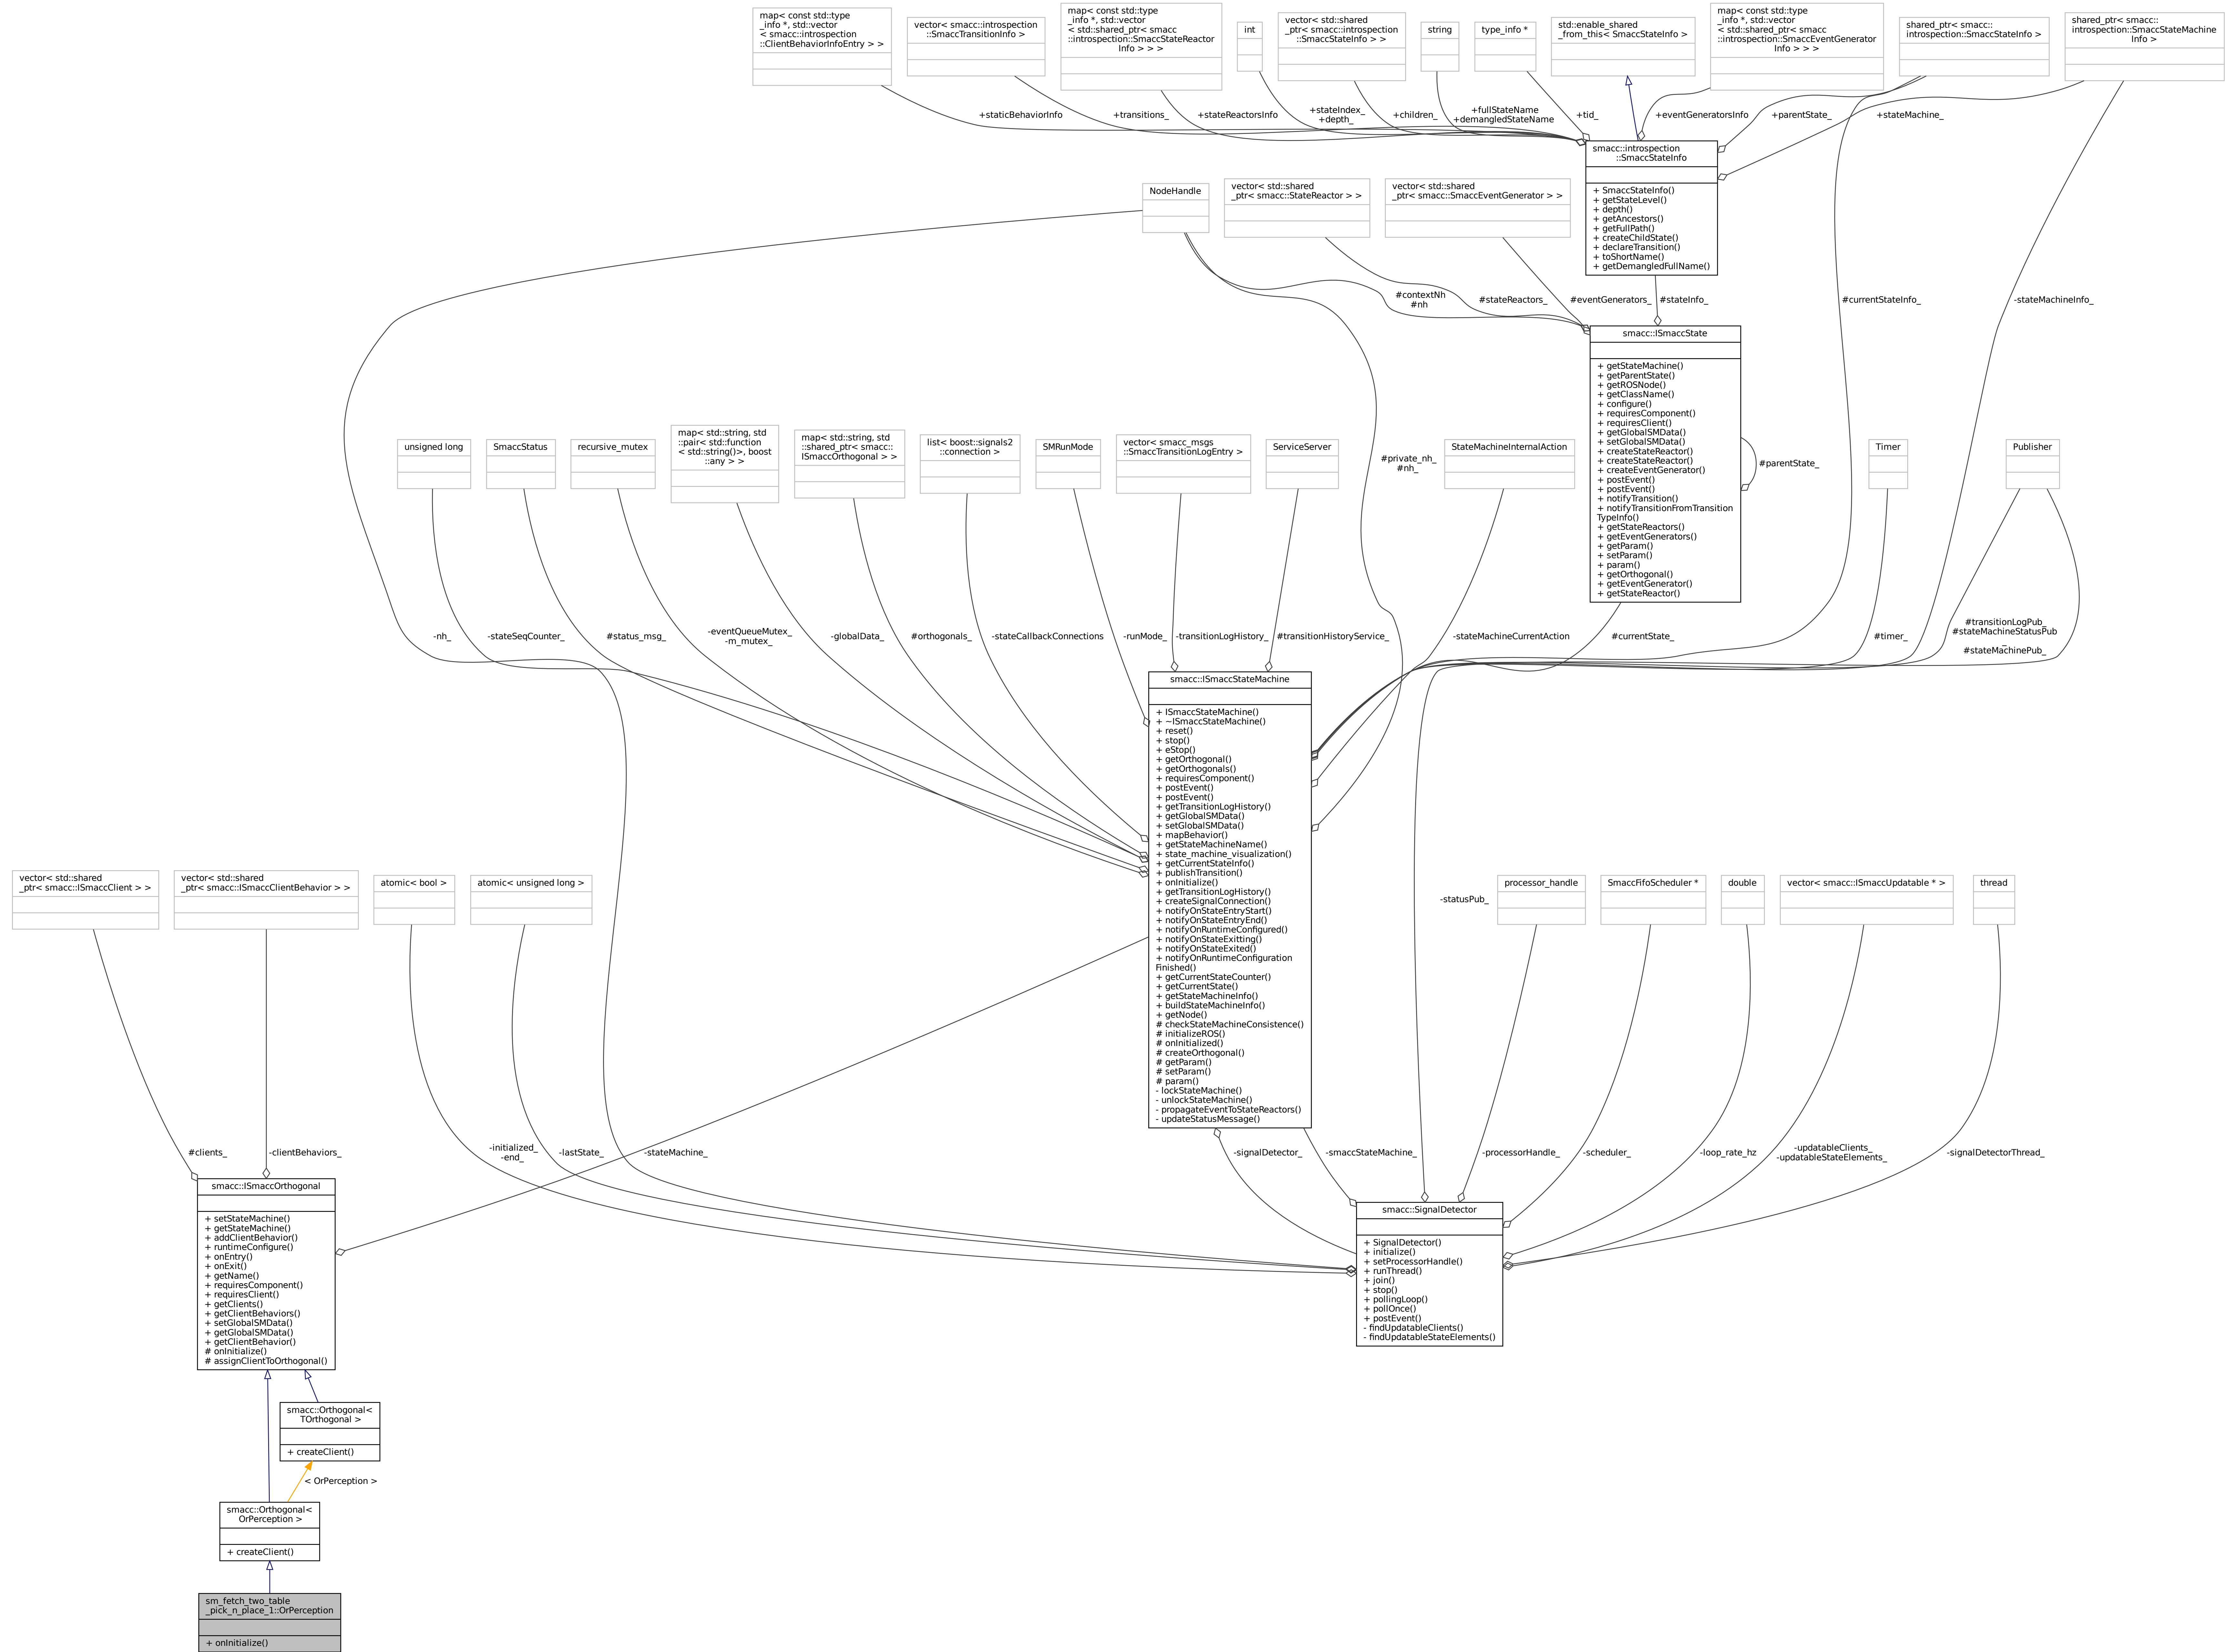 map< const std::type
_info *, std::vector
< smacc::introspection
::ClientBehaviorInfoEntry > >
vector< smacc::introspection
::SmaccTransitionInfo >
map< const std::type
_info *, std::vector
< std::shared_ptr< smacc
::introspection::SmaccStateReactor
Info > > >
int
vector< std::shared
_ptr< smacc::introspection
::SmaccStateInfo > >
string
type_info *
std::enable_shared
_from_this< SmaccStateInfo >
map< const std::type
_info *, std::vector
< std::shared_ptr< smacc
::introspection::SmaccEventGenerator
Info > > >
shared_ptr< smacc::
introspection::SmaccStateInfo >
shared_ptr< smacc::
introspection::SmaccStateMachine
Info >
+staticBehaviorInfo
+transitions_
+stateReactorsInfo
+stateIndex_
+depth_
+children_
+fullStateName
+demangledStateName
+tid_
+eventGeneratorsInfo
+parentState_
+stateMachine_
smacc::introspection
::SmaccStateInfo
+ SmaccStateInfo()
+ getStateLevel()
+ depth()
+ getAncestors()
+ getFullPath()
+ createChildState()
+ declareTransition()
+ toShortName()
+ getDemangledFullName()
NodeHandle
vector< std::shared
_ptr< smacc::StateReactor > >
vector< std::shared
_ptr< smacc::SmaccEventGenerator > >
#contextNh
#nh
#stateReactors_
#eventGenerators_
#stateInfo_
#currentStateInfo_
-stateMachineInfo_
smacc::ISmaccState
+ getStateMachine()
+ getParentState()
+ getROSNode()
+ getClassName()
+ configure()
+ requiresComponent()
+ requiresClient()
+ getGlobalSMData()
+ setGlobalSMData()
+ createStateReactor()
+ createStateReactor()
+ createEventGenerator()
+ postEvent()
+ postEvent()
+ notifyTransition()
+ notifyTransitionFromTransition
TypeInfo()
+ getStateReactors()
+ getEventGenerators()
+ getParam()
+ setParam()
+ param()
+ getOrthogonal()
+ getEventGenerator()
+ getStateReactor()
#parentState_
unsigned long
SmaccStatus
recursive_mutex
map< std::string, std
::pair< std::function
< std::string()>, boost
::any > >
map< std::string, std
::shared_ptr< smacc::
ISmaccOrthogonal > >
list< boost::signals2
::connection >
SMRunMode
vector< smacc_msgs
::SmaccTransitionLogEntry >
ServiceServer
#private_nh_
#nh_
StateMachineInternalAction
Timer
Publisher
-nh_
-stateSeqCounter_
#status_msg_
-eventQueueMutex_
-m_mutex_
-globalData_
#orthogonals_
-stateCallbackConnections
-runMode_
-transitionLogHistory_
#transitionHistoryService_
-stateMachineCurrentAction
#currentState_
#timer_
#transitionLogPub_
#stateMachineStatusPub
_
#stateMachinePub_
smacc::ISmaccStateMachine
+ ISmaccStateMachine()
+ ~ISmaccStateMachine()
+ reset()
+ stop()
+ eStop()
+ getOrthogonal()
+ getOrthogonals()
+ requiresComponent()
+ postEvent()
+ postEvent()
+ getTransitionLogHistory()
+ getGlobalSMData()
+ setGlobalSMData()
+ mapBehavior()
+ getStateMachineName()
+ state_machine_visualization()
+ getCurrentStateInfo()
+ publishTransition()
+ onInitialize()
+ getTransitionLogHistory()
+ createSignalConnection()
+ notifyOnStateEntryStart()
+ notifyOnStateEntryEnd()
+ notifyOnRuntimeConfigured()
+ notifyOnStateExitting()
+ notifyOnStateExited()
+ notifyOnRuntimeConfiguration
Finished()
+ getCurrentStateCounter()
+ getCurrentState()
+ getStateMachineInfo()
+ buildStateMachineInfo()
+ getNode()
# checkStateMachineConsistence()
# initializeROS()
# onInitialized()
# createOrthogonal()
# getParam()
# setParam()
# param()
- lockStateMachine()
- unlockStateMachine()
- propagateEventToStateReactors()
- updateStatusMessage()
vector< std::shared
_ptr< smacc::ISmaccClient > >
vector< std::shared
_ptr< smacc::ISmaccClientBehavior > >
atomic< bool >
atomic< unsigned long >
-statusPub_
processor_handle
SmaccFifoScheduler *
double
vector< smacc::ISmaccUpdatable * >
thread
#clients_
-clientBehaviors_
-initialized_
-end_
-lastState_
-stateMachine_
-signalDetector_
-smaccStateMachine_
-processorHandle_
-scheduler_
-loop_rate_hz
-updatableClients_
-updatableStateElements_
-signalDetectorThread_
smacc::ISmaccOrthogonal
+ setStateMachine()
+ getStateMachine()
+ addClientBehavior()
+ runtimeConfigure()
+ onEntry()
+ onExit()
+ getName()
+ requiresComponent()
+ requiresClient()
+ getClients()
+ getClientBehaviors()
+ setGlobalSMData()
+ getGlobalSMData()
+ getClientBehavior()
# onInitialize()
# assignClientToOrthogonal()
smacc::SignalDetector
+ SignalDetector()
+ initialize()
+ setProcessorHandle()
+ runThread()
+ join()
+ stop()
+ pollingLoop()
+ pollOnce()
+ postEvent()
- findUpdatableClients()
- findUpdatableStateElements()
smacc::Orthogonal<
TOrthogonal >
+ createClient()
< OrPerception >
smacc::Orthogonal<
OrPerception >
+ createClient()
sm_fetch_two_table
_pick_n_place_1::OrPerception
+ onInitialize()